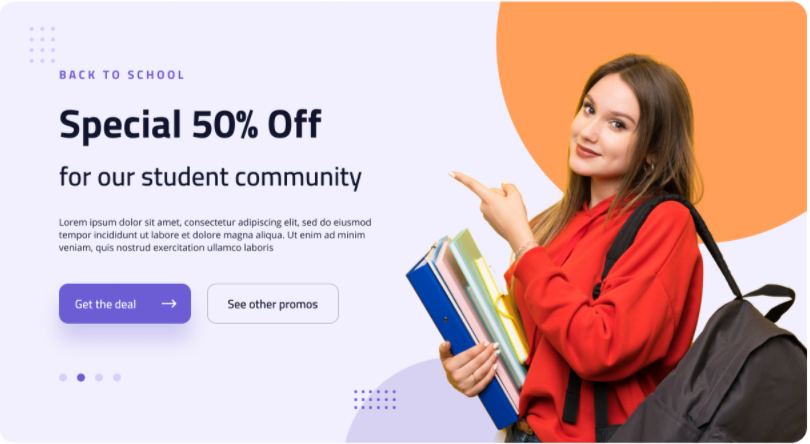 BACK TO SCHOOL
Special 50% Off
for our student community
Lorem ipsum dolor sit amet, consectetur adipiscing elit, sed do eiusmod
tempor incididunt ut labore et dolore magna aliqua. Ut enim ad minim
veniam, quis nostrud exercitation ullamco laboris
Get the deal
See other promos